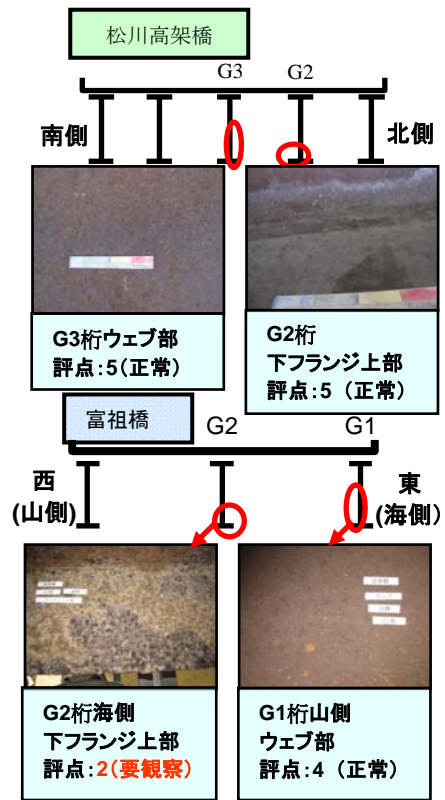 松川高架橋
G3 G2
南側 北側
G3桁ウェブ部
評点:5(正常)
G2桁
下フランジ上部
評点:5 (正常)
富祖橋
G2 G1
西
(山側)
東
(海側)
G2桁海側
下フランジ上部
評点:2(要観察)
G1桁山側
ウェブ部
評点:4 (正常)